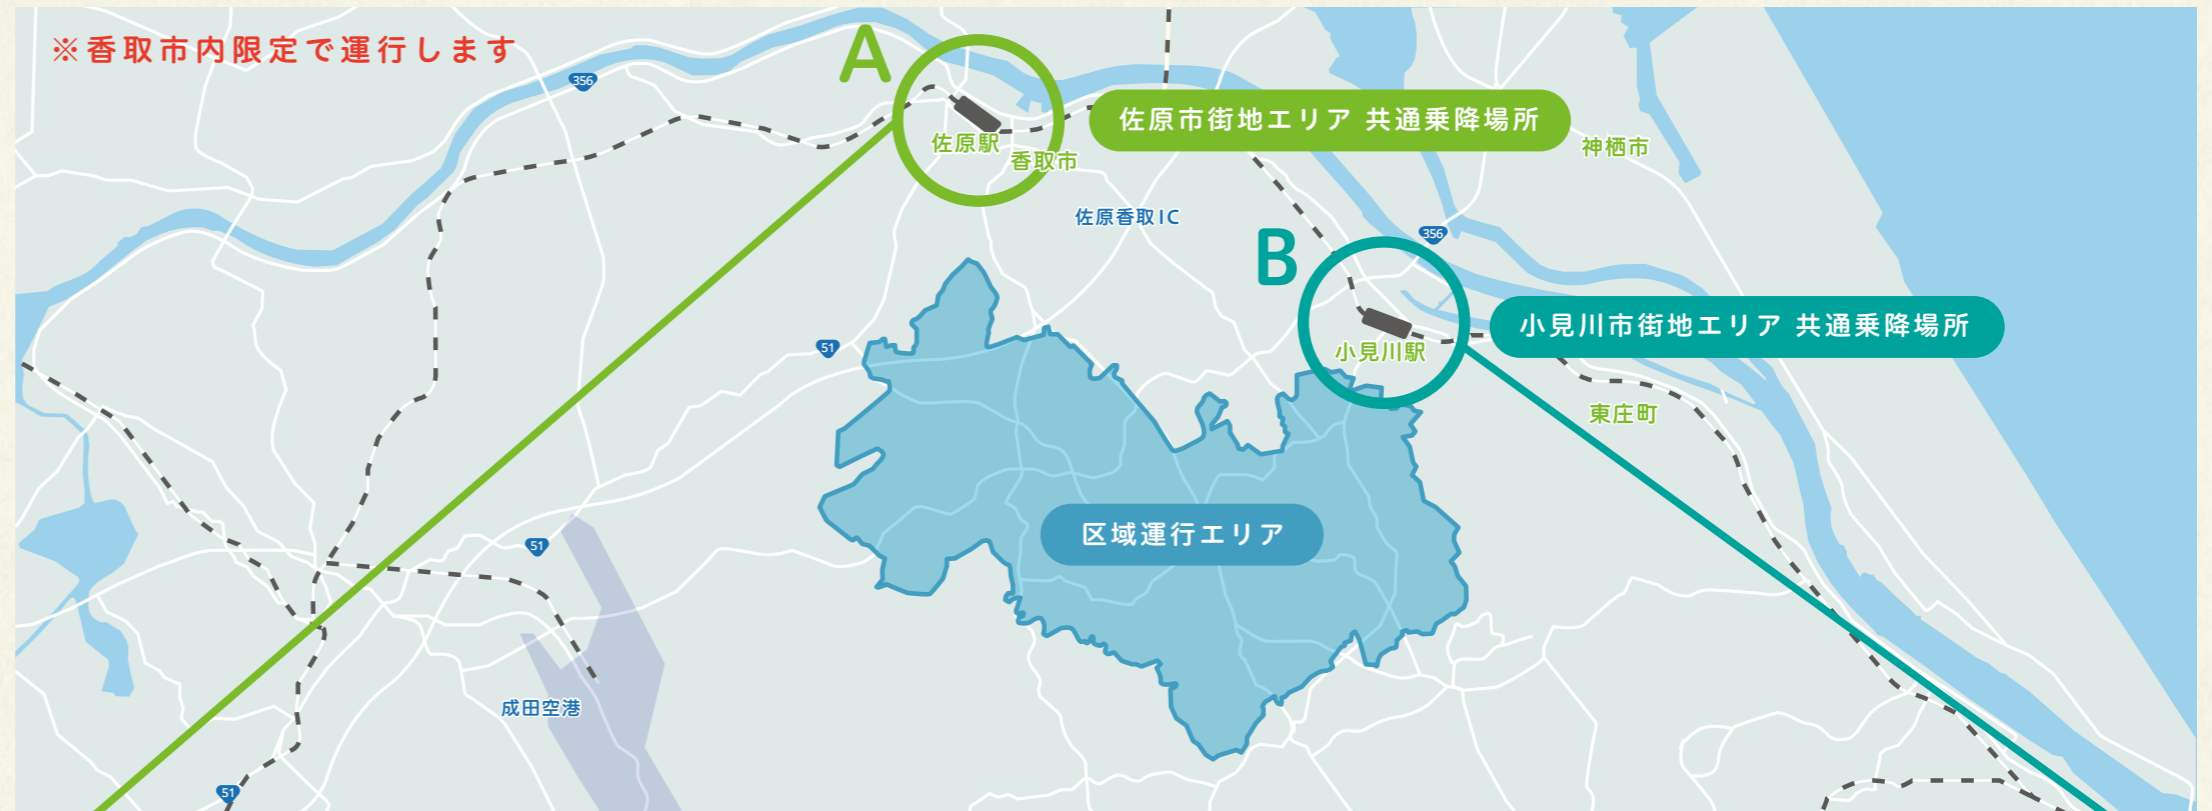 ※香取市内限定で運行します
A
356
佐原市街地エリア 共通乗降場所
佐原駅
香取市
神栖市
佐原香取IC
356
B
小見川市街地エリア 共通乗降場所
51
小見川駅
東庄町
区域運行エリア
51
成田空港
51